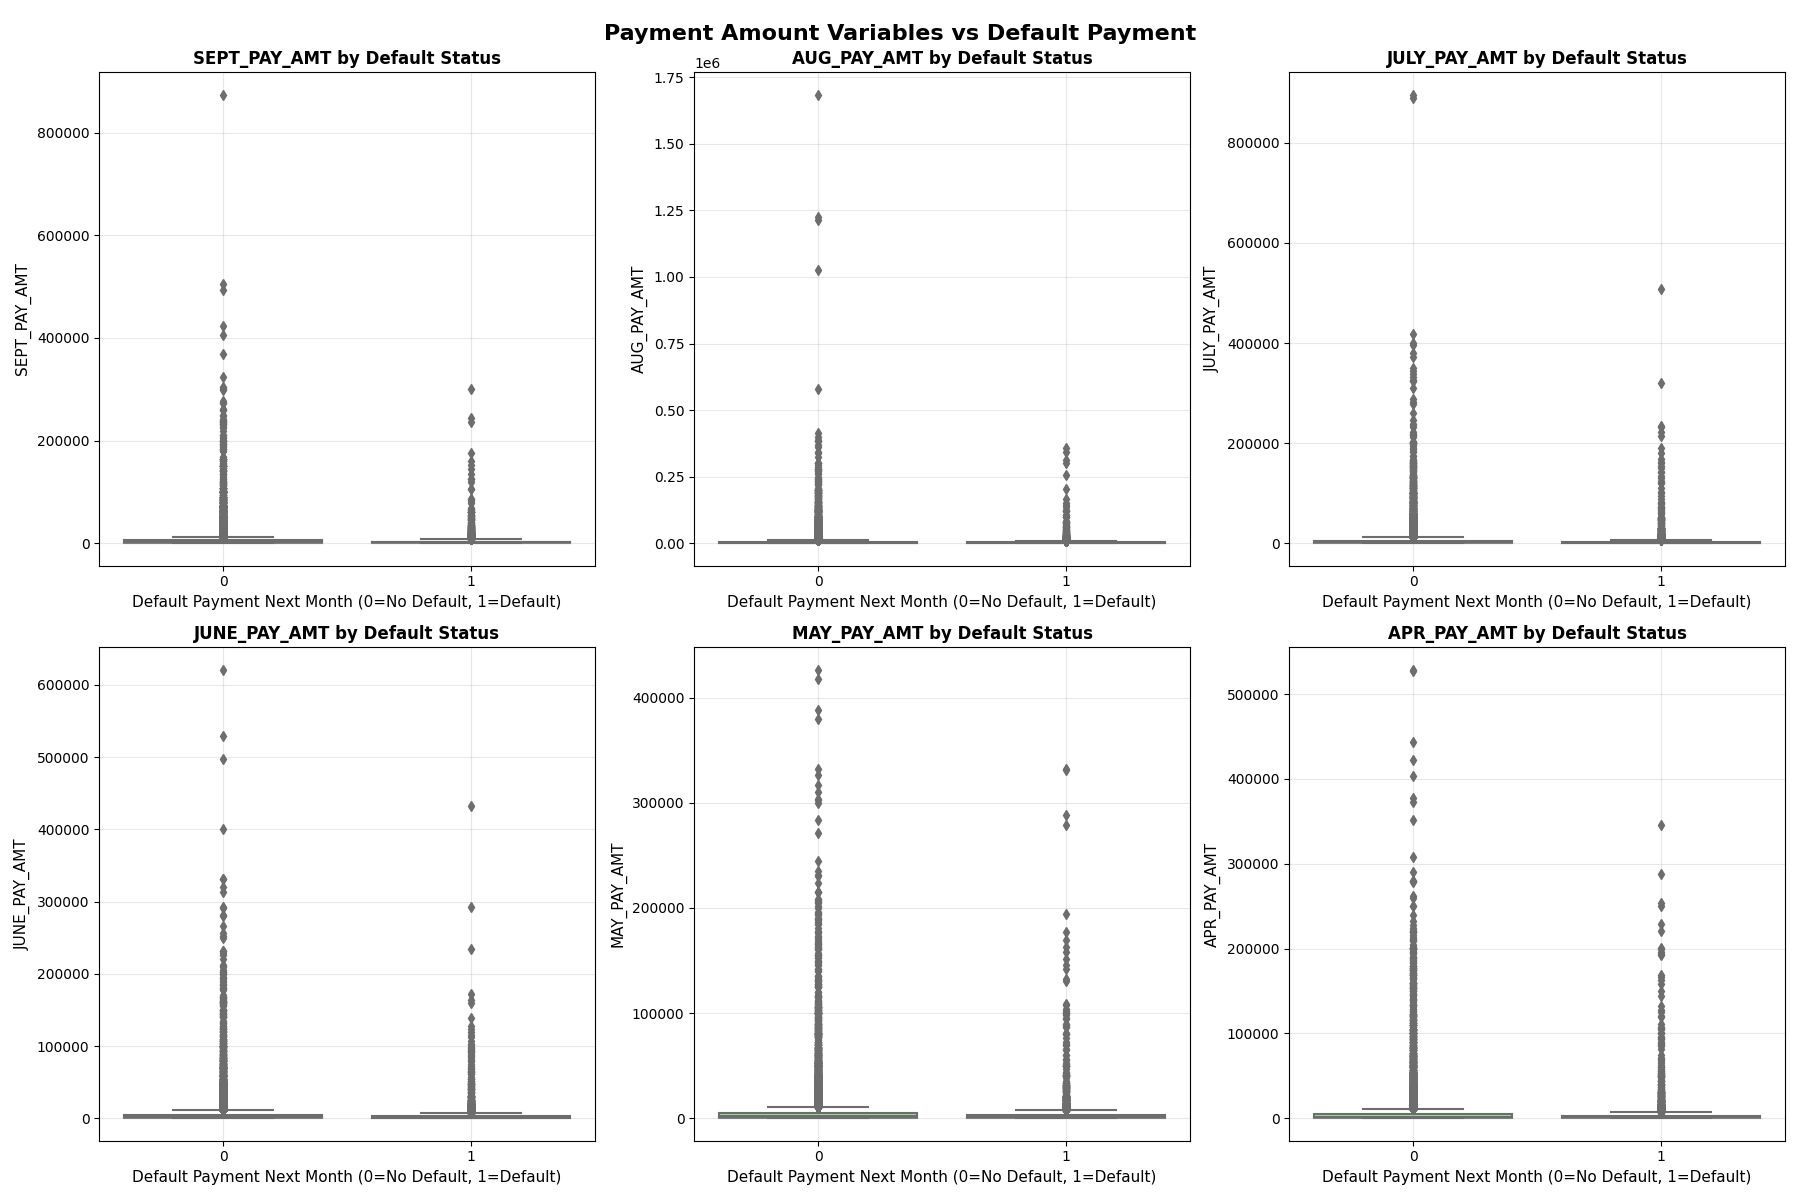 Payment Amount Variables vs Default Payment
SEPT_PAY_AMT by Default Status
SEPT_PAY_AMT
800000
600000
400000
200000
0
0
1
Default Payment Next Month (0=No Default, 1=Default)
AUG_PAY_AMT by Default Status
1e6
AUG_PAY_AMT
1.75
1.50
1.25
1.00
0.75
0.50
0.25
0.00
0
1
Default Payment Next Month (0=No Default, 1=Default)
JULY_PAY_AMT by Default Status
JULY_PAY_AMT
800000
600000
400000
200000
0
0
1
Default Payment Next Month (0=No Default, 1=Default)
JUNE_PAY_AMT by Default Status
JUNE_PAY_AMT
600000
500000
400000
300000
200000
100000
0
0
1
Default Payment Next Month (0=No Default, 1=Default)
MAY_PAY_AMT by Default Status
MAY_PAY_AMT
400000
300000
200000
100000
0
0
1
Default Payment Next Month (0=No Default, 1=Default)
APR_PAY_AMT by Default Status
APR_PAY_AMT
500000
400000
300000
200000
100000
0
0
1
Default Payment Next Month (0=No Default, 1=Default)